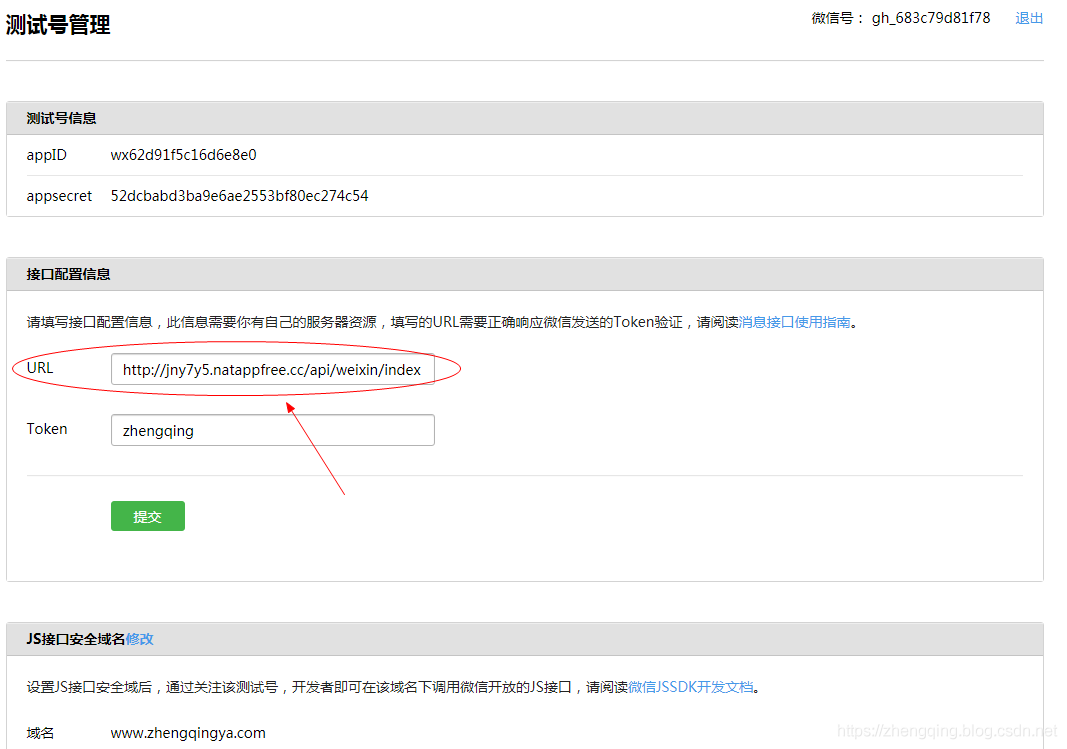 测试号管理
微信号： gh_683c79d81f78 退出
测试号信息
appID wx62d91f5c16d6e8e0
appsecret 52dcbabd3ba9e6ae2553bf80ec274c54
接口配置信息
请填写接口配置信息，此信息需要你有自己的服务器资源，填写的URL需要正确响应微信发送的Token验证，请阅读消息接口使用指南。
URL http://jny7y5.natappfree.cc/api/weixin/index
Token zhengqing
提交
JS接口安全域名修改
设置JS接口安全域后，通过关注该测试号，开发者即可在该域名下调用微信开放的JS接口，请阅读微信JSSDK开发文档。
域名 www.zhengqingya.com
https://zhengqing.blog.csdn.net